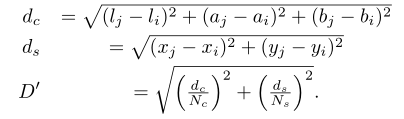 d_c = \sqrt{(l_j - l_i)^2 + (a_j - a_i)^2 + (b_j - b_i)^2}
d_s = \sqrt{(x_j - x_i)^2 + (y_j - y_i)^2}
D' = \sqrt{\left(\frac{d_c}{N_c}\right)^2 + \left(\frac{d_s}{N_s}\right)^2}.